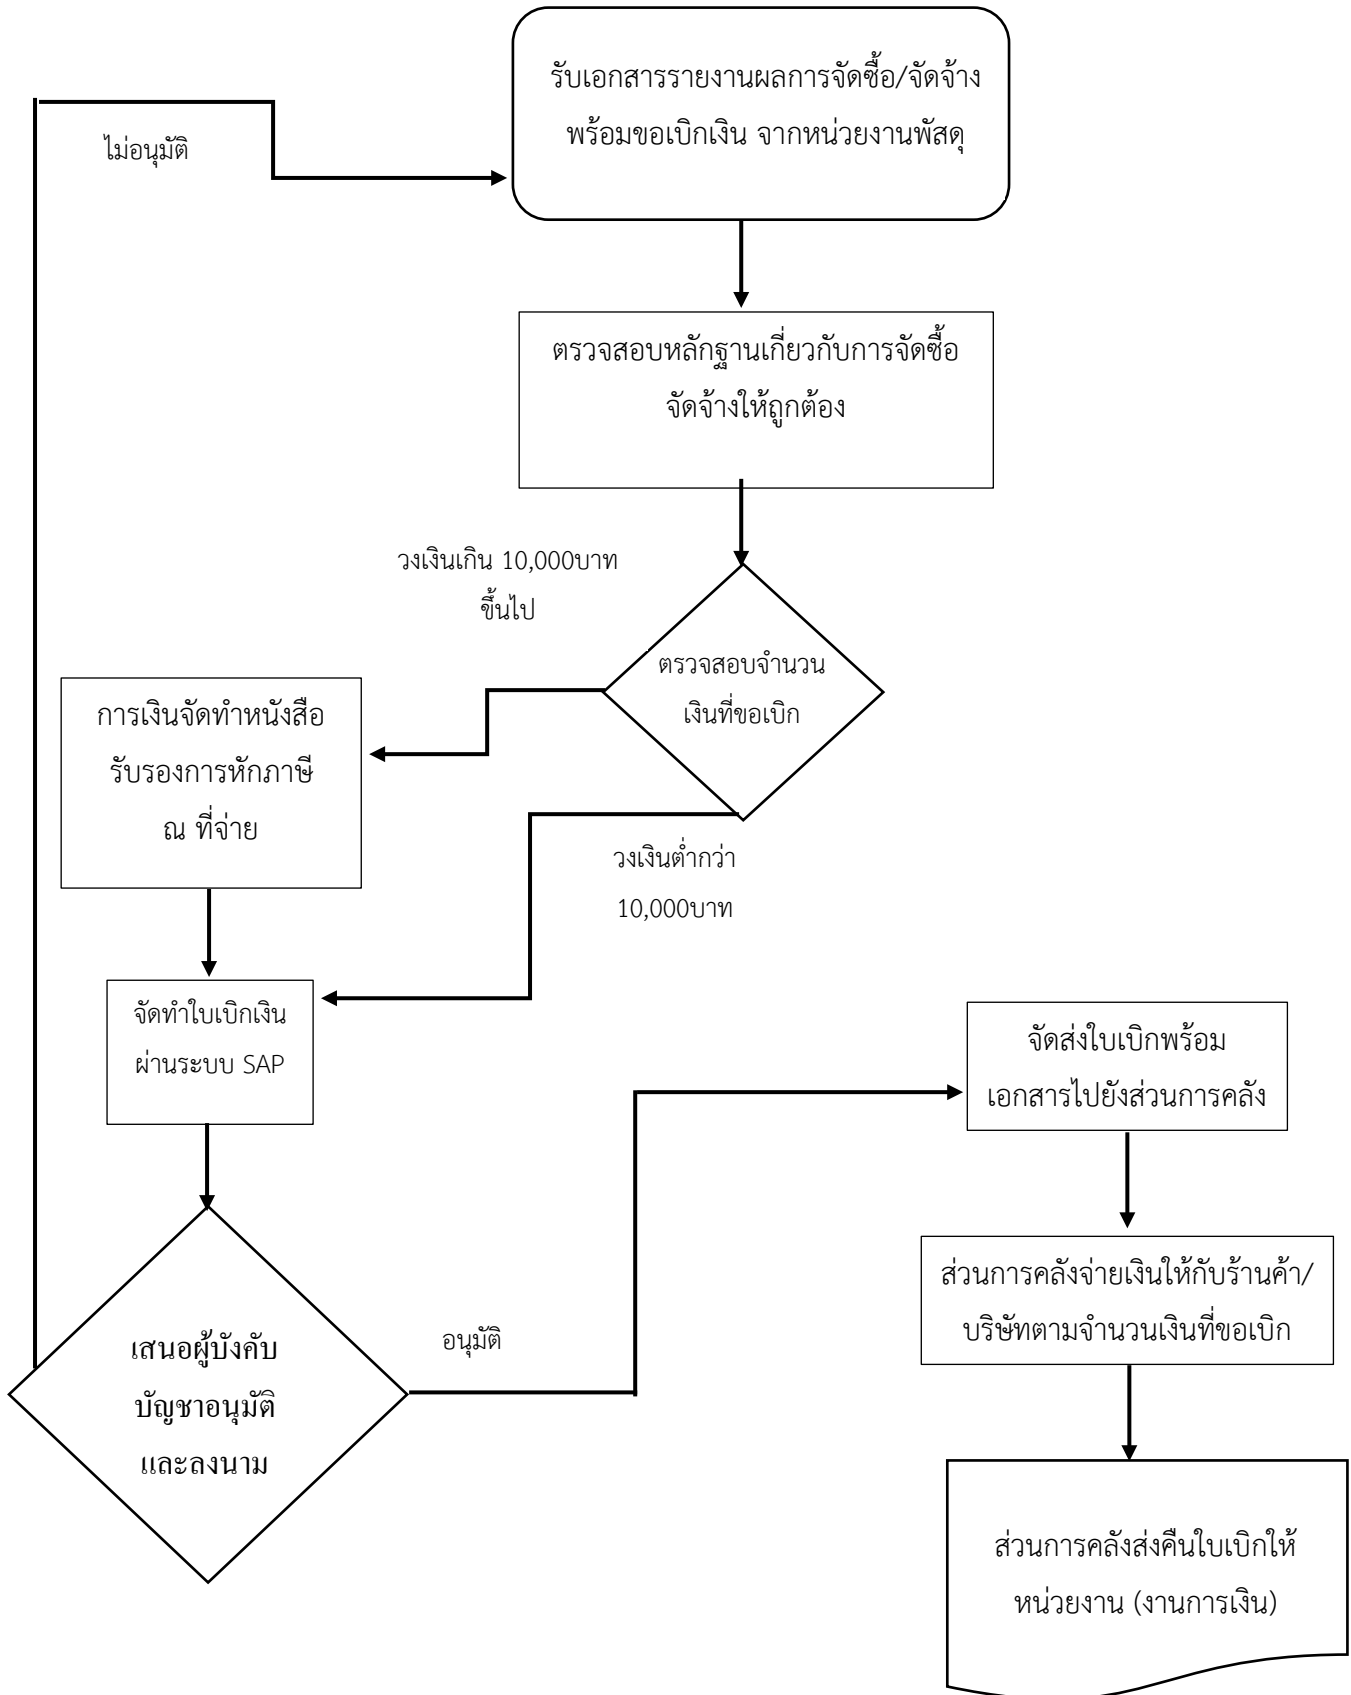 รับเอกสารรายงานผลการจัดซื้อ/จัดจ้าง
พร้อมขอเบิกเงิน จากหน่วยงานพัสดุ
ไม่อนุมัติ
ตรวจสอบหลักฐานเกี่ยวกับการจัดซื้อ
จัดจ้างให้ถูกต้อง
วงเงินเกิน 10,000บาท
ขึ้นไป
ตรวจสอบจำนวน
เงินที่ขอเบิก
การเงินจัดทำหนังสือ
รับรองการหักภาษี
ณ ที่จ่าย
วงเงินต่ำกว่า
10,000บาท
จัดทำใบเบิกเงิน
ผ่านระบบ SAP
เสนอผู้บังคับ
บัญชาอนุมัติ
และลงนาม
อนุมัติ
จัดส่งใบเบิกพร้อม
เอกสารไปยังส่วนการคลัง
ส่วนการคลังจ่ายเงินให้กับร้านค้า/
บริษัทตามจำนวนเงินที่ขอเบิก
ส่วนการคลังส่งคืนใบเบิกให้
หน่วยงาน (งานการเงิน)